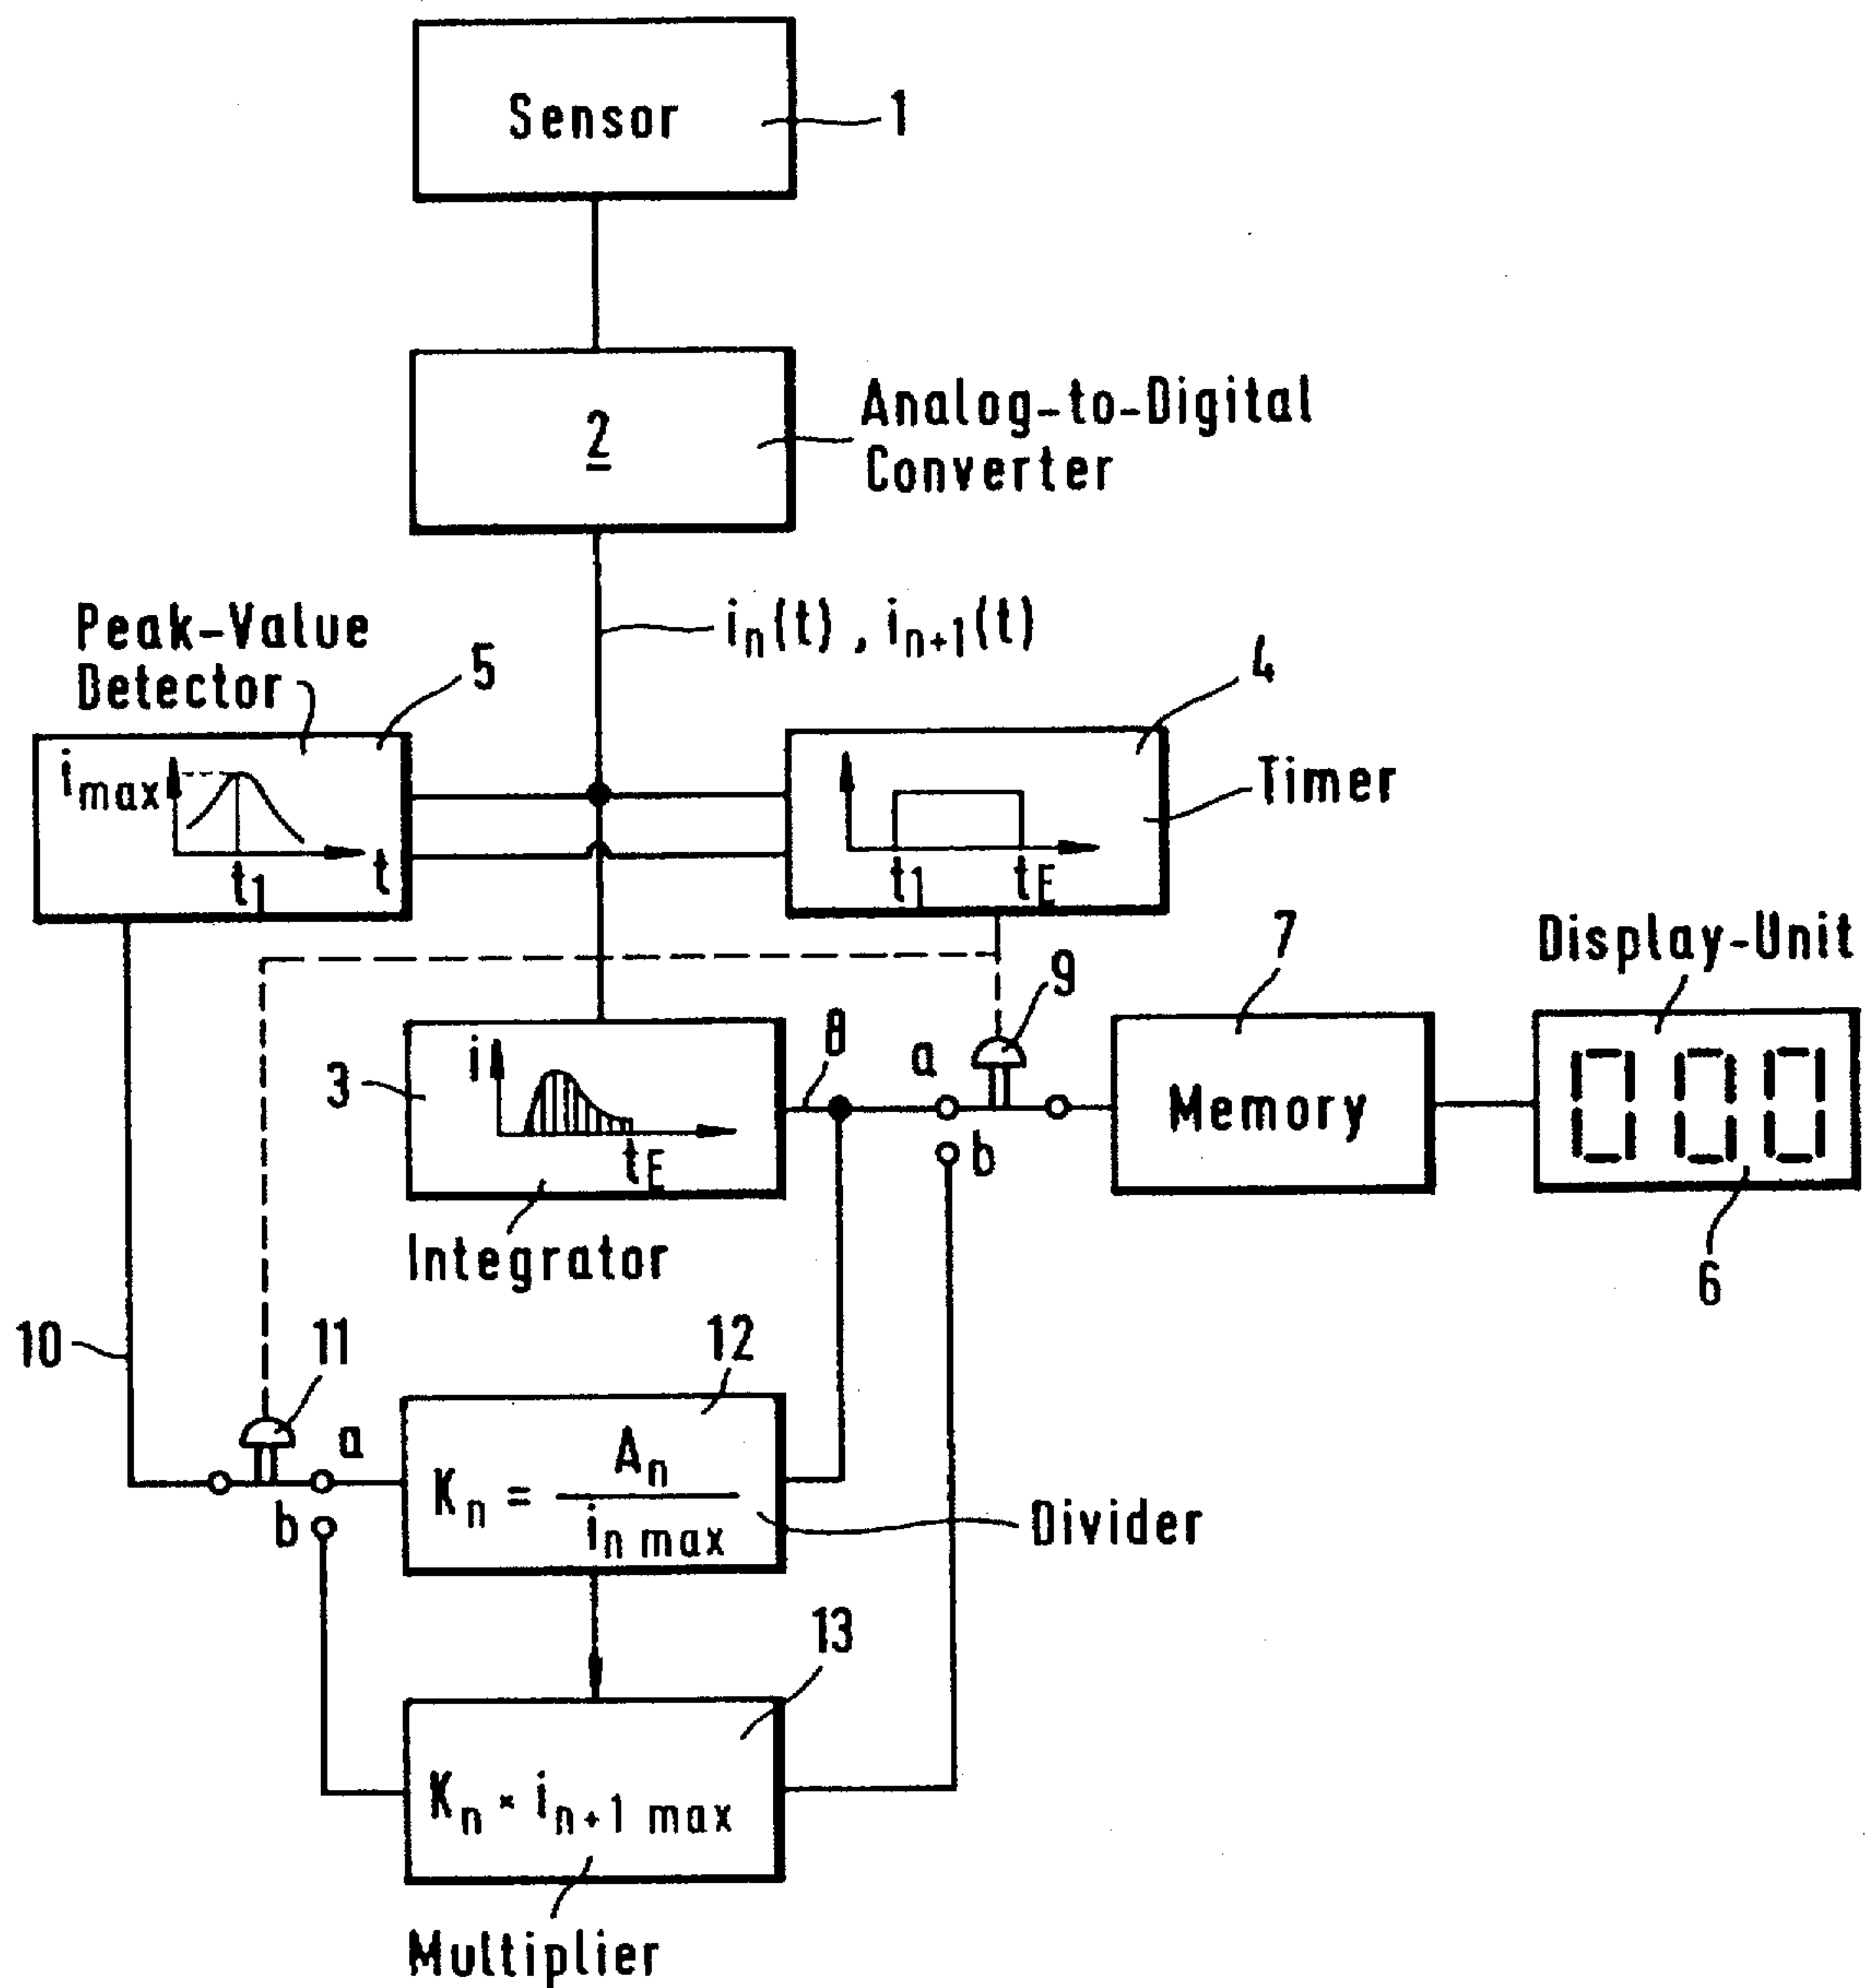 Sensor
1
2
Analog-to-Digital
Converter
iₙ(t) , iₙ₊₁(t)
Peak-Value
Detector
5
4
i max
t₁
t
t₁
tE
Timer
7
Display-Unit
9
8
a
3
i
tE
Memory
000
b
Integrator
6
10
11
12
a
Kₙ = Aₙ / iₙ max
b
Divider
13
Kₙ × iₙ₊₁ max
Multiplier